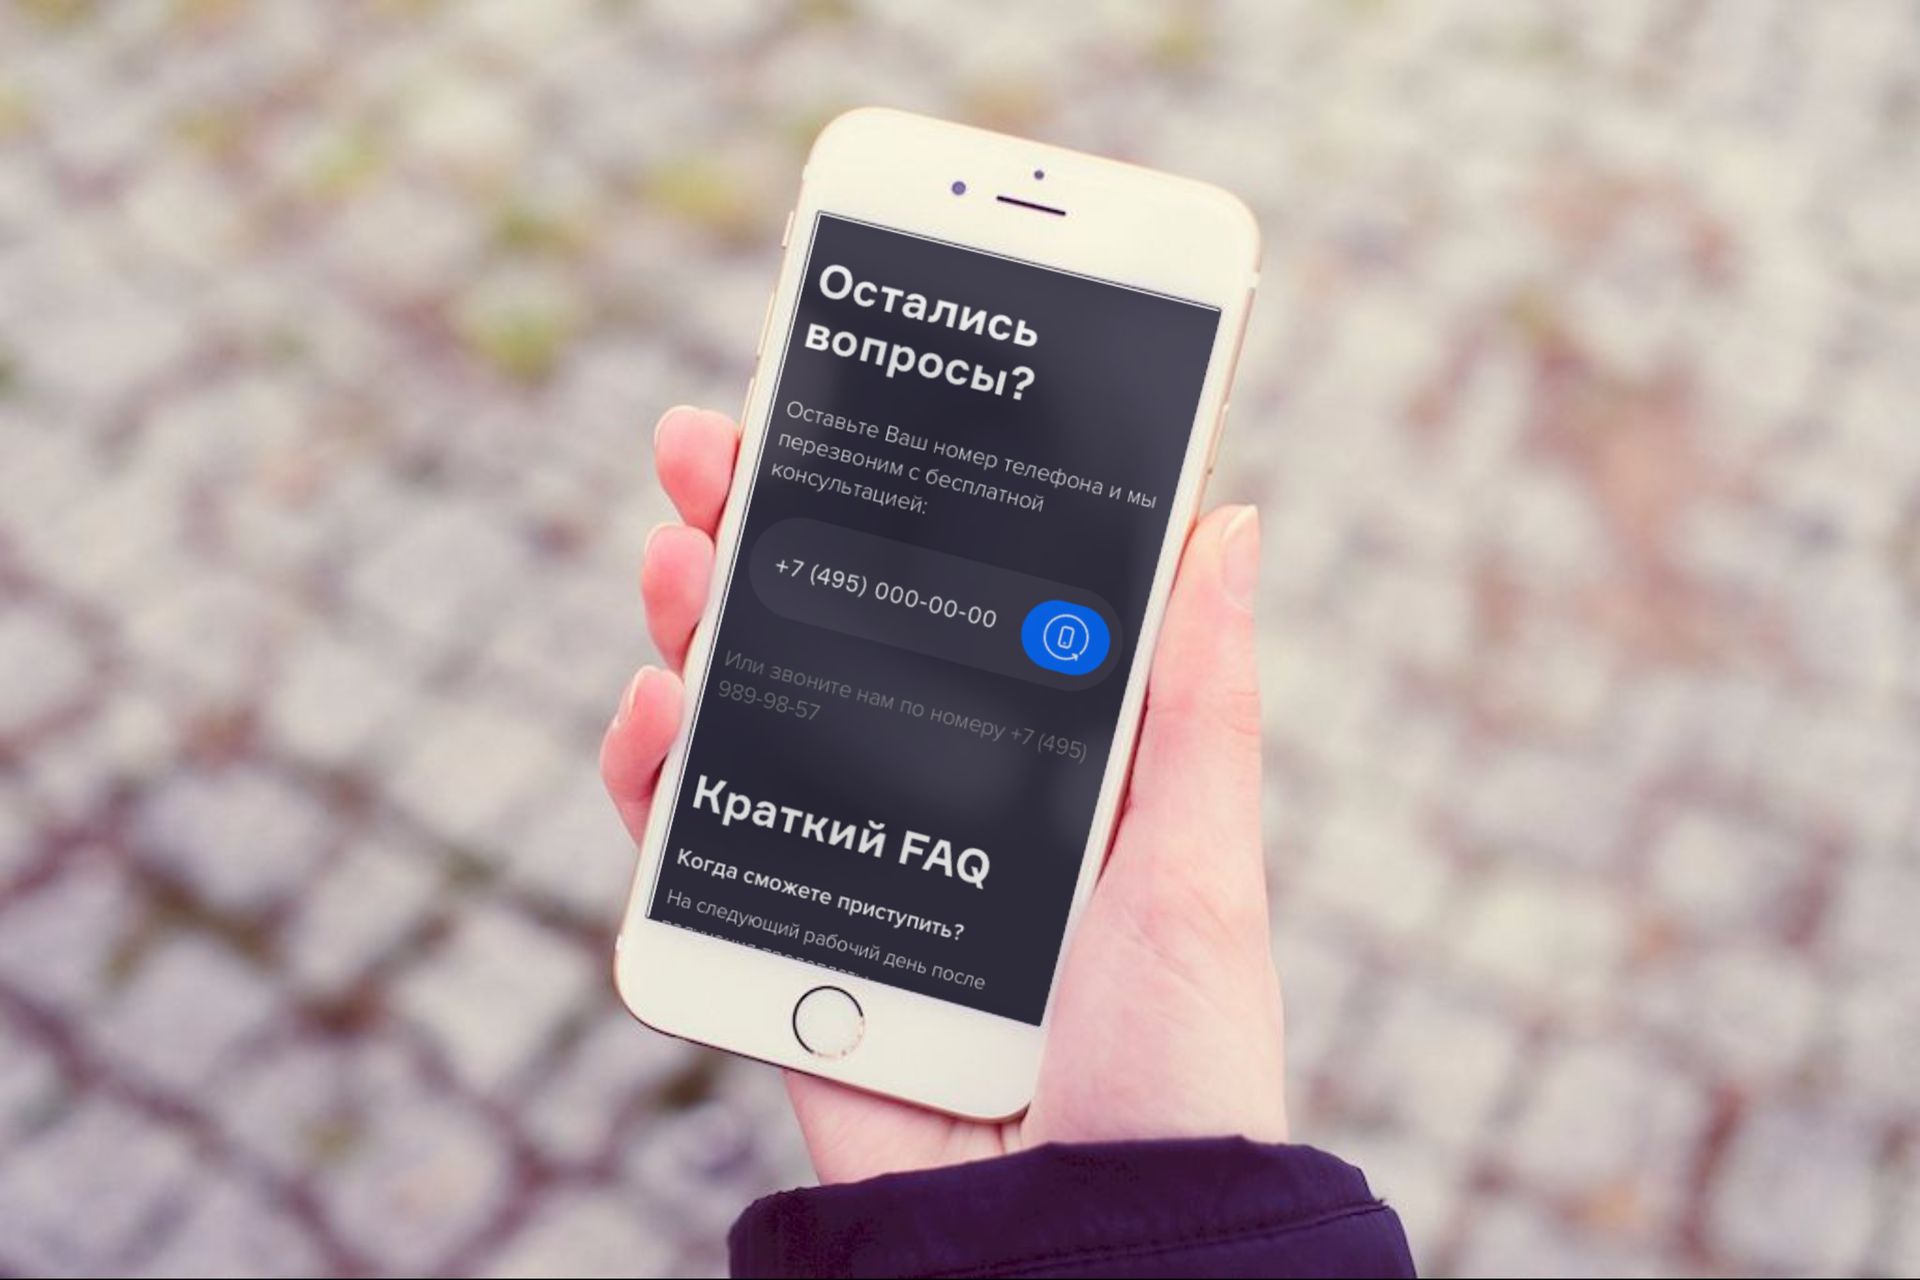 Остались
вопросы?
Оставьте Ваш номер телефона и мы
перезвоним с бесплатной
консультацией:
+7 (495) 000-00-00
Или звоните нам по номеру +7 (495)
989-98-57
Краткий FAQ
Когда сможете приступить?
На следующий рабочий день после